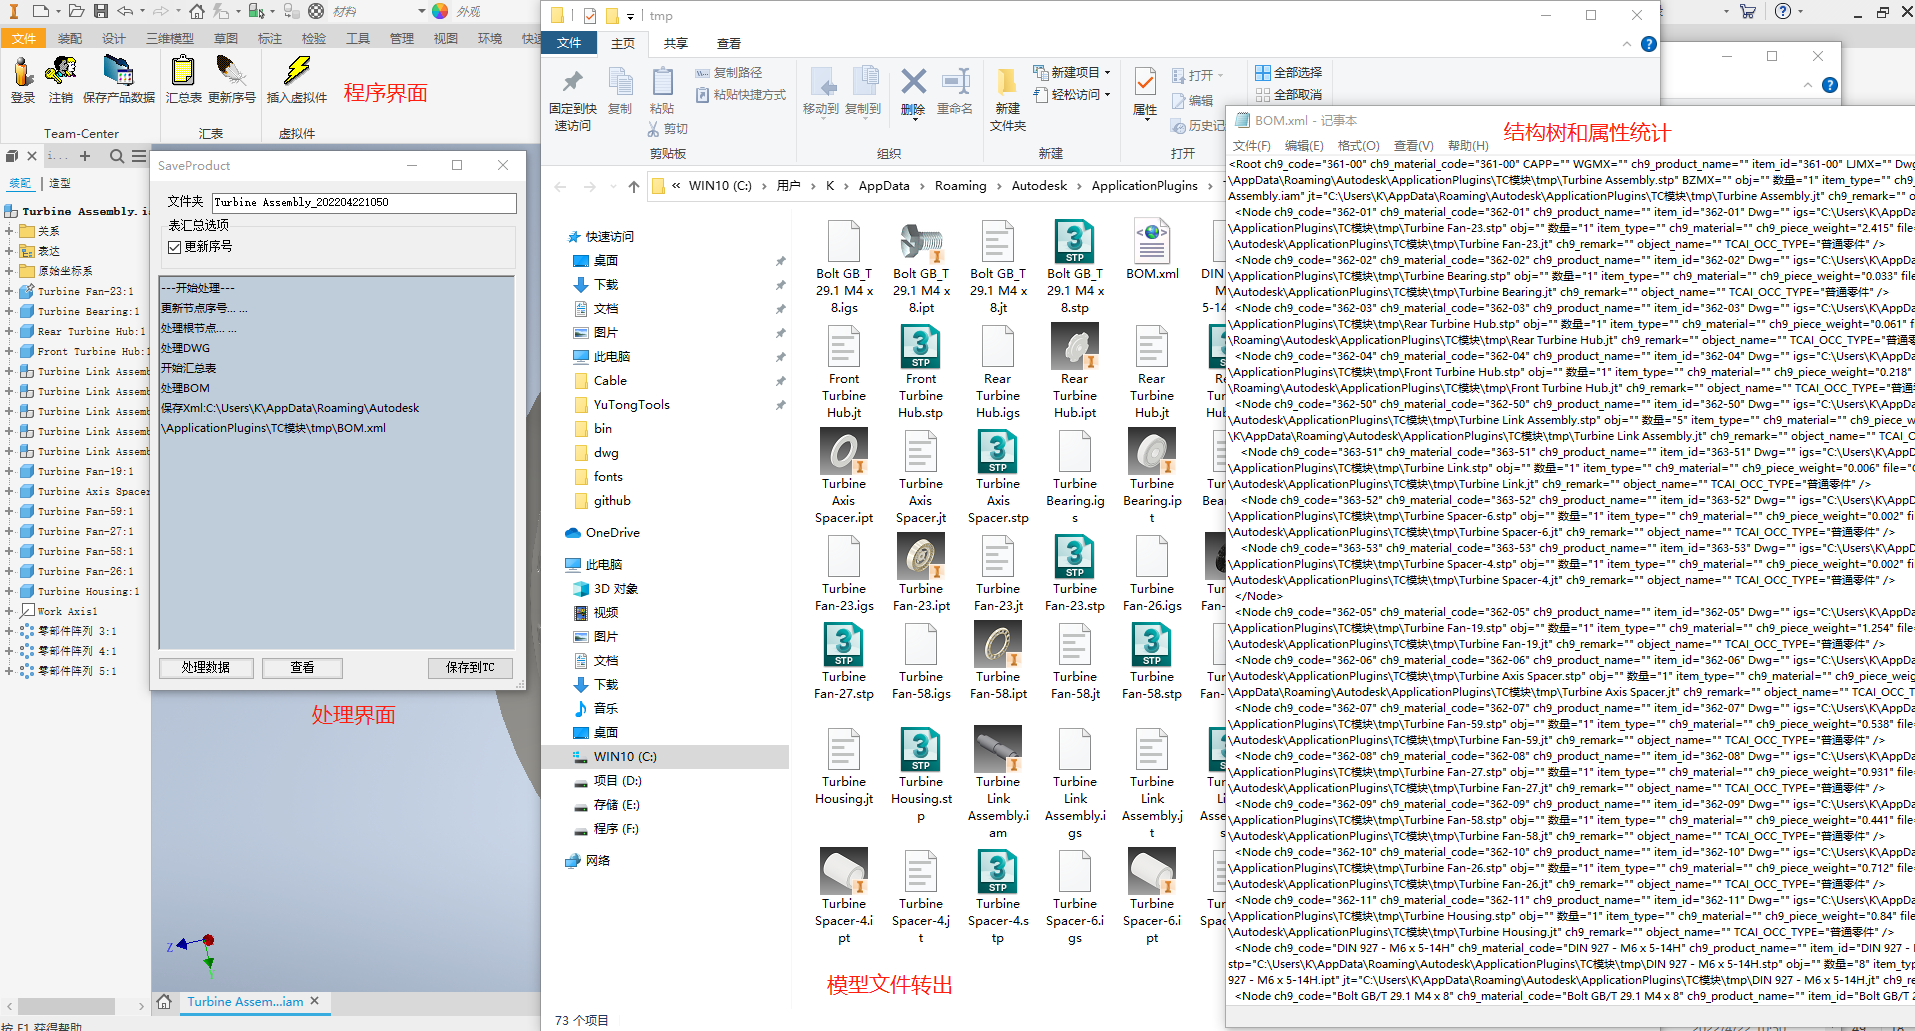 材料
外观
文件 装配 设计 三维模型 草图 标注 检验 工具 管理 视图 环境 快速
登录 注销 保存产品数据 汇总表 更新序号 插入虚拟件
程序界面
Team-Center 汇表 虚拟件
装配 | 造型
Turbine Assembly.ia
关系
表达
原始坐标系
Turbine Fan-23:1
Turbine Bearing:1
Rear Turbine Hub:1
Front Turbine Hub:1
Turbine Link Assemb
Turbine Link Assemb
Turbine Link Assemb
Turbine Link Assemb
Turbine Link Assemb
Turbine Fan-19:1
Turbine Axis Spacer
Turbine Fan-59:1
Turbine Fan-27:1
Turbine Fan-58:1
Turbine Fan-26:1
Turbine Housing:1
Work Axis1
零部件阵列 3:1
零部件阵列 4:1
零部件阵列 5:1
SaveProduct
文件夹 Turbine Assembly_202204221050
表汇总选项
更新序号
---开始处理---
更新节点序号... ...
处理根节点... ...
处理DWG
开始汇总表
处理BOM
保存Xml:C:\Users\K\AppData\Roaming\Autodesk
\ApplicationPlugins\TC模块\tmp\BOM.xml
处理数据 查看 保存到TC
处理界面
Z
Turbine Assem...iam
按 F1 获得帮助
tmp
文件 主页 共享 查看
固定到快
速访问
复制
粘贴
复制路径
粘贴快捷方式
剪切
剪贴板
移动到 复制到 删除 重命名
组织
新建
文件夹
新建项目
轻松访问
新建
属性
打开
编辑
历史记
打开
全部选择
全部取消
« WIN10 (C:) › 用户 › K › AppData › Roaming › Autodesk › ApplicationPlugins ›
快速访问
桌面
下载
文档
图片
此电脑
Cable
YuTongTools
bin
dwg
fonts
github
OneDrive
此电脑
3D 对象
视频
图片
文档
下载
音乐
桌面
WIN10 (C:)
项目 (D:)
存储 (E:)
程序 (F:)
网络
73 个项目
Bolt GB_T 29.1 M4 x 8.igs
Bolt GB_T 29.1 M4 x 8.ipt
Bolt GB_T 29.1 M4 x 8.jt
Bolt GB_T 29.1 M4 x 8.stp
BOM.xml
Front Turbine Hub.jt
Front Turbine Hub.stp
Rear Turbine Hub.igs
Rear Turbine Hub.ipt
Rear Turbine Hub.jt
Turbine Axis Spacer.ipt
Turbine Axis Spacer.jt
Turbine Axis Spacer.stp
Turbine Bearing.igs
Turbine Bearing.ipt
Turbine Fan-23.igs
Turbine Fan-23.ipt
Turbine Fan-23.jt
Turbine Fan-23.stp
Turbine Fan-26.igs
Turbine Fan-27.stp
Turbine Fan-58.igs
Turbine Fan-58.ipt
Turbine Fan-58.jt
Turbine Fan-58.stp
Turbine Housing.jt
Turbine Housing.stp
Turbine Link Assembly.iam
Turbine Link Assembly.igs
Turbine Link Assembly.jt
Turbine Spacer-4.ipt
Turbine Spacer-4.jt
Turbine Spacer-4.stp
Turbine Spacer-6.igs
Turbine Spacer-6.ipt
模型文件转出
BOM.xml - 记事本
结构树和属性统计
文件(F) 编辑(E) 格式(O) 查看(V) 帮助(H)
<Root ch9_code="361-00" ch9_material_code="361-00" CAPP="" WGMX="" ch9_product_name="" item_id="361-00" LJMX="" Dwg
\AppData\Roaming\Autodesk\ApplicationPlugins\TC模块\tmp\Turbine Assembly.stp" BZMX="" obj="" 数量="1" item_type="" ch9_
Assembly.iam" jt="C:\Users\K\AppData\Roaming\Autodesk\ApplicationPlugins\TC模块\tmp\Turbine Assembly.jt" ch9_remark="" o
<Node ch9_code="362-01" ch9_material_code="362-01" ch9_product_name="" item_id="362-01" Dwg="" igs="C:\Users\K\AppDa
\ApplicationPlugins\TC模块\tmp\Turbine Fan-23.stp" obj="" 数量="1" item_type="" ch9_material="" ch9_piece_weight="2.415" file
\Autodesk\ApplicationPlugins\TC模块\tmp\Turbine Fan-23.jt" ch9_remark="" object_name="" TCAI_OCC_TYPE="普通零件" />
<Node ch9_code="362-02" ch9_material_code="362-02" ch9_product_name="" item_id="362-02" Dwg="" igs="C:\Users\K\AppDa
\ApplicationPlugins\TC模块\tmp\Turbine Bearing.stp" obj="" 数量="1" item_type="" ch9_material="" ch9_piece_weight="0.033" file
\Autodesk\ApplicationPlugins\TC模块\tmp\Turbine Bearing.jt" ch9_remark="" object_name="" TCAI_OCC_TYPE="普通零件" />
<Node ch9_code="362-03" ch9_material_code="362-03" ch9_product_name="" item_id="362-03" Dwg="" igs="C:\Users\K\AppDa
\ApplicationPlugins\TC模块\tmp\Rear Turbine Hub.stp" obj="" 数量="1" item_type="" ch9_material="" ch9_piece_weight="0.061" f
\Roaming\Autodesk\ApplicationPlugins\TC模块\tmp\Rear Turbine Hub.jt" ch9_remark="" object_name="" TCAI_OCC_TYPE="普通零
<Node ch9_code="362-04" ch9_material_code="362-04" ch9_product_name="" item_id="362-04" Dwg="" igs="C:\Users\K\AppDa
\ApplicationPlugins\TC模块\tmp\Front Turbine Hub.stp" obj="" 数量="1" item_type="" ch9_material="" ch9_piece_weight="0.218"
\Roaming\Autodesk\ApplicationPlugins\TC模块\tmp\Front Turbine Hub.jt" ch9_remark="" object_name="" TCAI_OCC_TYPE="普通
<Node ch9_code="362-50" ch9_material_code="362-50" ch9_product_name="" item_id="362-50" Dwg="" igs="C:\Users\K\AppDa
\ApplicationPlugins\TC模块\tmp\Turbine Link Assembly.stp" obj="" 数量="5" item_type="" ch9_material="" ch9_piece_w
\K\AppData\Roaming\Autodesk\ApplicationPlugins\TC模块\tmp\Turbine Link Assembly.jt" ch9_remark="" object_name="" TCAI_O
<Node ch9_code="363-51" ch9_material_code="363-51" ch9_product_name="" item_id="363-51" Dwg="" igs="C:\Users\K\App
\ApplicationPlugins\TC模块\tmp\Turbine Link.stp" obj="" 数量="1" item_type="" ch9_material="" ch9_piece_weight="0.006" file="C
\Autodesk\ApplicationPlugins\TC模块\tmp\Turbine Link.jt" ch9_remark="" object_name="" TCAI_OCC_TYPE="普通零件" />
<Node ch9_code="363-52" ch9_material_code="363-52" ch9_product_name="" item_id="363-52" Dwg="" igs="C:\Users\K\App
\ApplicationPlugins\TC模块\tmp\Turbine Spacer-6.stp" obj="" 数量="1" item_type="" ch9_material="" ch9_piece_weight="0.002" fi
\Autodesk\ApplicationPlugins\TC模块\tmp\Turbine Spacer-6.jt" ch9_remark="" object_name="" TCAI_OCC_TYPE="普通零件" />
<Node ch9_code="363-53" ch9_material_code="363-53" ch9_product_name="" item_id="363-53" Dwg="" igs="C:\Users\K\App
\ApplicationPlugins\TC模块\tmp\Turbine Spacer-4.stp" obj="" 数量="1" item_type="" ch9_material="" ch9_piece_weight="0.002" fi
\Autodesk\ApplicationPlugins\TC模块\tmp\Turbine Spacer-4.jt" ch9_remark="" object_name="" TCAI_OCC_TYPE="普通零件" />
</Node>
<Node ch9_code="362-05" ch9_material_code="362-05" ch9_product_name="" item_id="362-05" Dwg="" igs="C:\Users\K\AppDa
\ApplicationPlugins\TC模块\tmp\Turbine Fan-19.stp" obj="" 数量="1" item_type="" ch9_material="" ch9_piece_weight="1.254" file
\Autodesk\ApplicationPlugins\TC模块\tmp\Turbine Fan-19.jt" ch9_remark="" object_name="" TCAI_OCC_TYPE="普通零件" />
<Node ch9_code="362-06" ch9_material_code="362-06" ch9_product_name="" item_id="362-06" Dwg="" igs="C:\Users\K\AppDa
\ApplicationPlugins\TC模块\tmp\Turbine Axis Spacer.stp" obj="" 数量="1" item_type="" ch9_material="" ch9_piece_weight=
\AppData\Roaming\Autodesk\ApplicationPlugins\TC模块\tmp\Turbine Axis Spacer.jt" ch9_remark="" object_name="" TCAI_OCC_T
<Node ch9_code="362-07" ch9_material_code="362-07" ch9_product_name="" item_id="362-07" Dwg="" igs="C:\Users\K\AppDa
\ApplicationPlugins\TC模块\tmp\Turbine Fan-59.stp" obj="" 数量="1" item_type="" ch9_material="" ch9_piece_weight="0.538" file
\Autodesk\ApplicationPlugins\TC模块\tmp\Turbine Fan-59.jt" ch9_remark="" object_name="" TCAI_OCC_TYPE="普通零件" />
<Node ch9_code="362-08" ch9_material_code="362-08" ch9_product_name="" item_id="362-08" Dwg="" igs="C:\Users\K\AppDa
\ApplicationPlugins\TC模块\tmp\Turbine Fan-27.stp" obj="" 数量="1" item_type="" ch9_material="" ch9_piece_weight="0.931" file
\Autodesk\ApplicationPlugins\TC模块\tmp\Turbine Fan-27.jt" ch9_remark="" object_name="" TCAI_OCC_TYPE="普通零件" />
<Node ch9_code="362-09" ch9_material_code="362-09" ch9_product_name="" item_id="362-09" Dwg="" igs="C:\Users\K\AppDa
\ApplicationPlugins\TC模块\tmp\Turbine Fan-58.stp" obj="" 数量="1" item_type="" ch9_material="" ch9_piece_weight="0.441" file
\Autodesk\ApplicationPlugins\TC模块\tmp\Turbine Fan-58.jt" ch9_remark="" object_name="" TCAI_OCC_TYPE="普通零件" />
<Node ch9_code="362-10" ch9_material_code="362-10" ch9_product_name="" item_id="362-10" Dwg="" igs="C:\Users\K\AppDa
\ApplicationPlugins\TC模块\tmp\Turbine Fan-26.stp" obj="" 数量="1" item_type="" ch9_material="" ch9_piece_weight="0.712" file
\Autodesk\ApplicationPlugins\TC模块\tmp\Turbine Fan-26.jt" ch9_remark="" object_name="" TCAI_OCC_TYPE="普通零件" />
<Node ch9_code="362-11" ch9_material_code="362-11" ch9_product_name="" item_id="362-11" Dwg="" igs="C:\Users\K\AppDa
\ApplicationPlugins\TC模块\tmp\Turbine Housing.stp" obj="" 数量="1" item_type="" ch9_material="" ch9_piece_weight="0.84" file
\Autodesk\ApplicationPlugins\TC模块\tmp\Turbine Housing.jt" ch9_remark="" object_name="" TCAI_OCC_TYPE="普通零件" />
<Node ch9_code="DIN 927 - M6 x 5-14H" ch9_material_code="DIN 927 - M6 x 5-14H" ch9_product_name="" item_id="DIN 927 -
stp="C:\Users\K\AppData\Roaming\Autodesk\ApplicationPlugins\TC模块\tmp\DIN 927 - M6 x 5-14H.stp" obj="" 数量="8" item_typ
927 - M6 x 5-14H.ipt" jt="C:\Users\K\AppData\Roaming\Autodesk\ApplicationPlugins\TC模块\tmp\DIN 927 - M6 x 5-14H.jt" ch9_re
<Node ch9_code="Bolt GB/T 29.1 M4 x 8" ch9_material_code="Bolt GB/T 29.1 M4 x 8" ch9_product_name="" item_id="Bolt GB/T 2